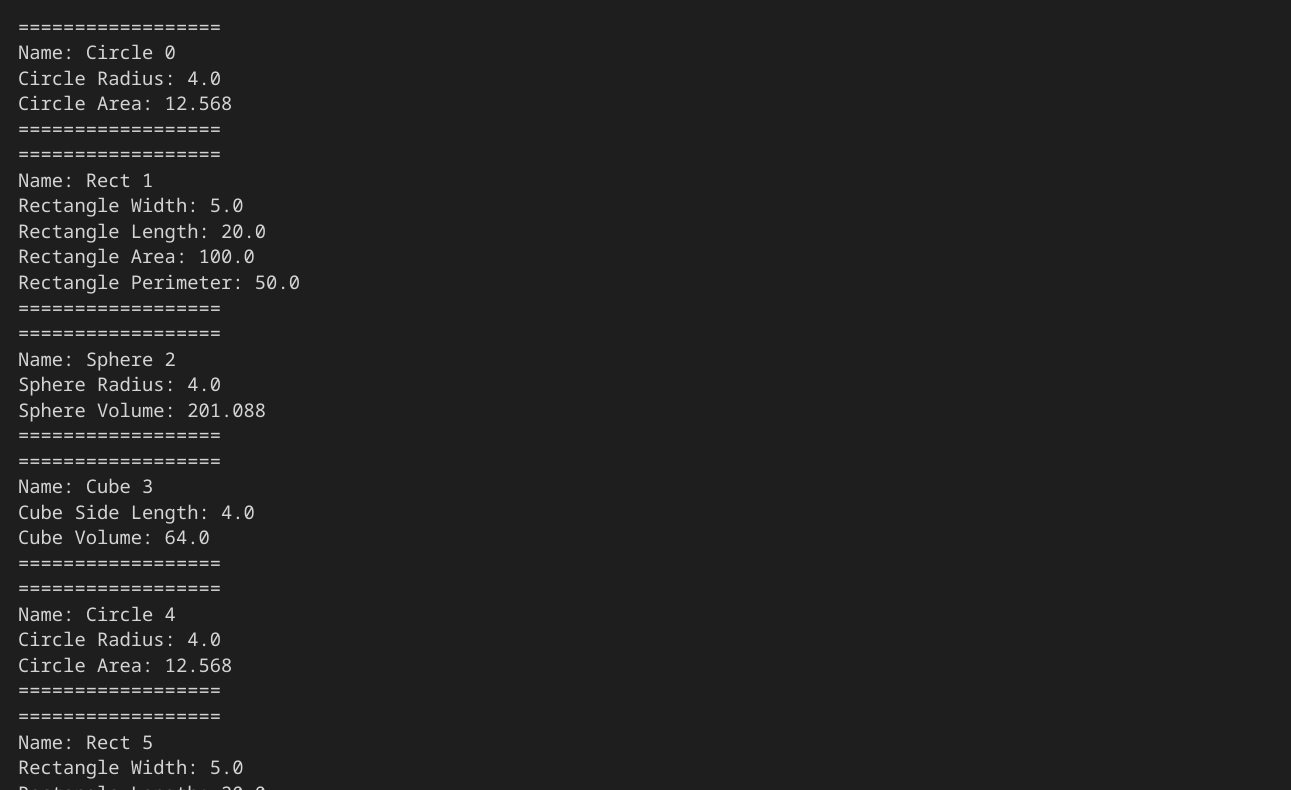 ==================
Name: Circle 0
Circle Radius: 4.0
Circle Area: 12.568
==================
==================
Name: Rect 1
Rectangle Width: 5.0
Rectangle Length: 20.0
Rectangle Area: 100.0
Rectangle Perimeter: 50.0
==================
==================
Name: Sphere 2
Sphere Radius: 4.0
Sphere Volume: 201.088
==================
==================
Name: Cube 3
Cube Side Length: 4.0
Cube Volume: 64.0
==================
==================
Name: Circle 4
Circle Radius: 4.0
Circle Area: 12.568
==================
==================
Name: Rect 5
Rectangle Width: 5.0